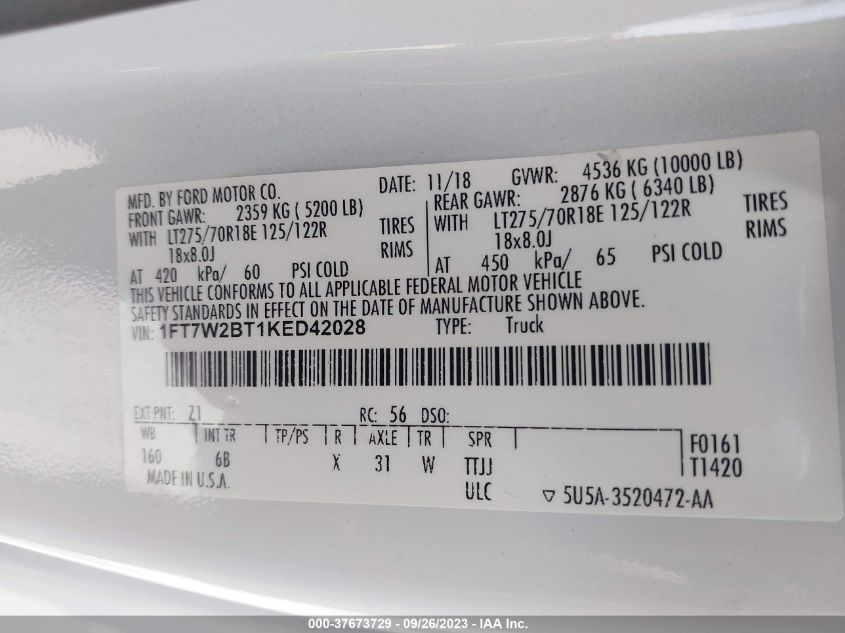 MFD. BY FORD MOTOR CO. DATE: 11/18 GVWR: 4536 KG (10000 LB)
FRONT GAWR: 2359 KG ( 5200 LB) REAR GAWR: 2876 KG ( 6340 LB)
WITH LT275/70R18E 125/122R TIRES WITH LT275/70R18E 125/122R TIRES
18x8.0J RIMS 18x8.0J RIMS
AT 420 kPa/ 60 PSI COLD AT 450 kPa/ 65 PSI COLD
THIS VEHICLE CONFORMS TO ALL APPLICABLE FEDERAL MOTOR VEHICLE
SAFETY STANDARDS IN EFFECT ON THE DATE OF MANUFACTURE SHOWN ABOVE.
VIN: 1FT7W2BT1KED42028 TYPE: Truck
EXT PNT: Z1 RC: 56 DSO:
WB INT TR TP/PS R AXLE TR SPR F0161
160 6B X 31 W TTJJ T1420
MADE IN U.S.A. ULC ▽ 5U5A-3520472-AA
000-37673729 - 09/26/2023 - IAA Inc.